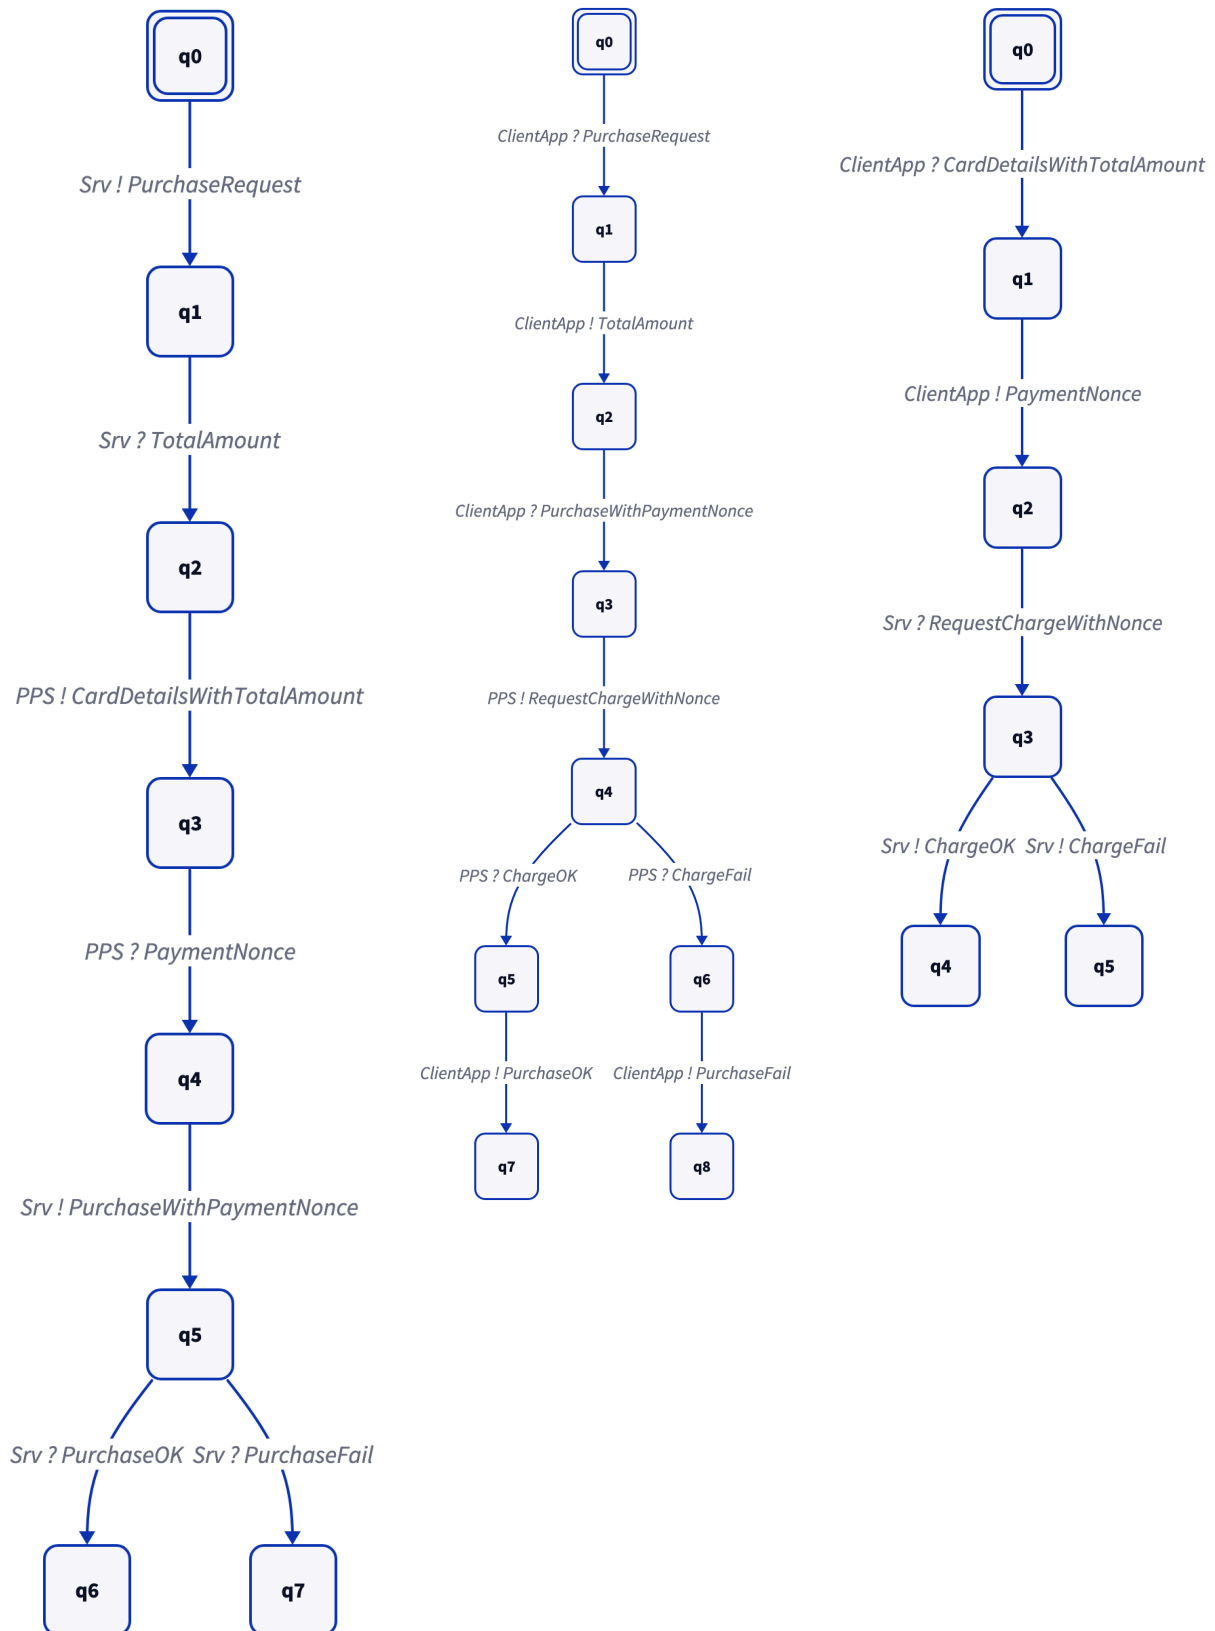 q0
Srv ! PurchaseRequest
q1
Srv ? TotalAmount
q2
PPS ! CardDetailsWithTotalAmount
q3
PPS ? PaymentNonce
q4
Srv ! PurchaseWithPaymentNonce
q5
Srv ? PurchaseOK Srv ? PurchaseFail
q6 q7
q0
ClientApp ? PurchaseRequest
q1
ClientApp ! TotalAmount
q2
ClientApp ? PurchaseWithPaymentNonce
q3
PPS ! RequestChargeWithNonce
q4
PPS ? ChargeOK PPS ? ChargeFail
q5 q6
ClientApp ! PurchaseOK ClientApp ! PurchaseFail
q7 q8
q0
ClientApp ? CardDetailsWithTotalAmount
q1
ClientApp ! PaymentNonce
q2
Srv ? RequestChargeWithNonce
q3
Srv ! ChargeOK Srv ! ChargeFail
q4 q5